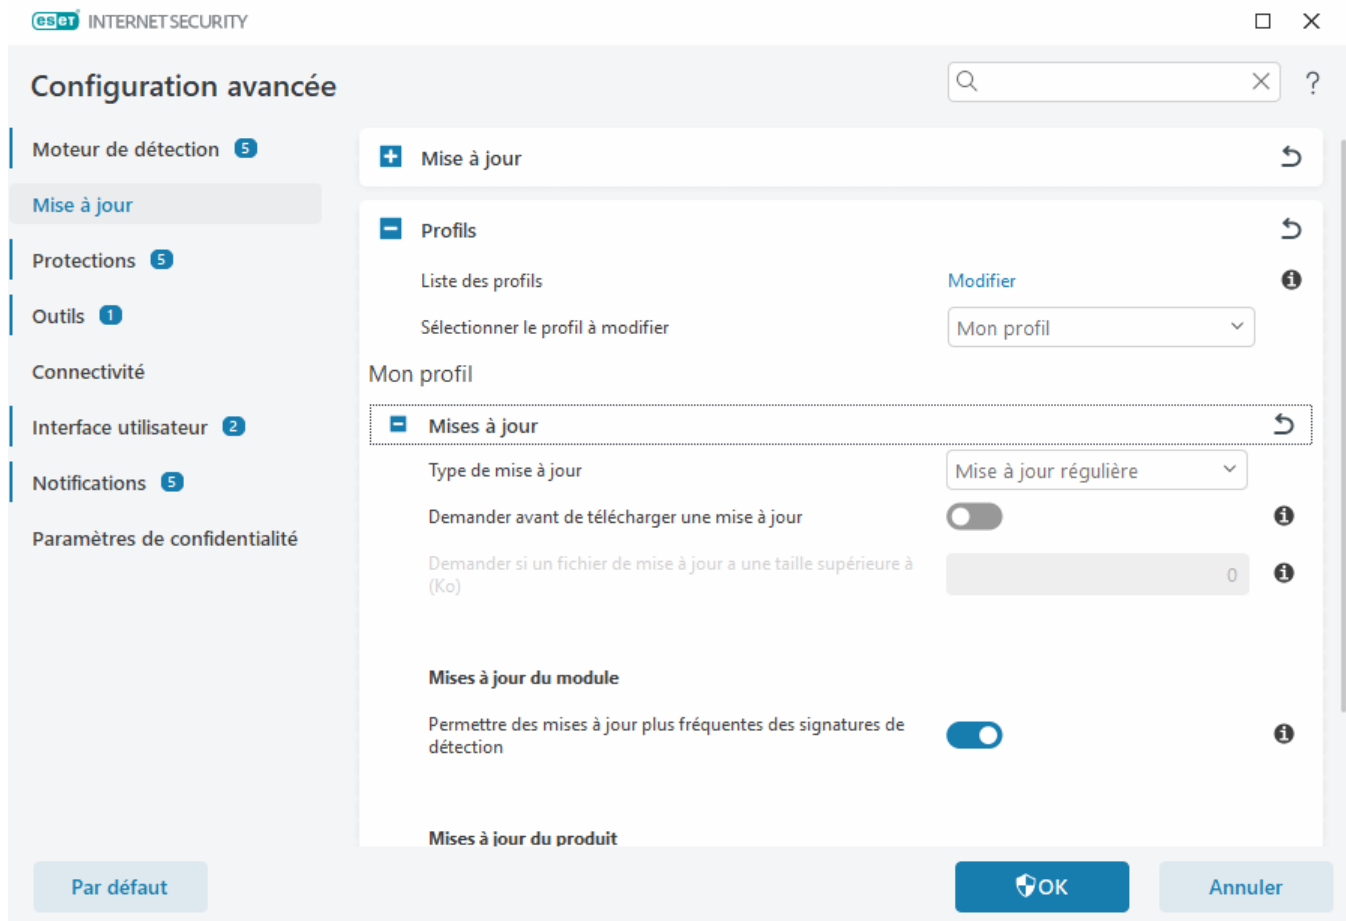 eset INTERNET SECURITY
Configuration avancée
?
Moteur de détection 5
Mise à jour
Protections 5
Outils 1
Connectivité
Interface utilisateur 2
Notifications 5
Paramètres de confidentialité
Mise à jour
Profils
Liste des profils
Modifier
Sélectionner le profil à modifier
Mon profil
Mon profil
Mises à jour
Type de mise à jour
Mise à jour régulière
Demander avant de télécharger une mise à jour
Demander si un fichier de mise à jour a une taille supérieure à
(Ko)
0
Mises à jour du module
Permettre des mises à jour plus fréquentes des signatures de
détection
Mises à jour du produit
Par défaut
OK
Annuler